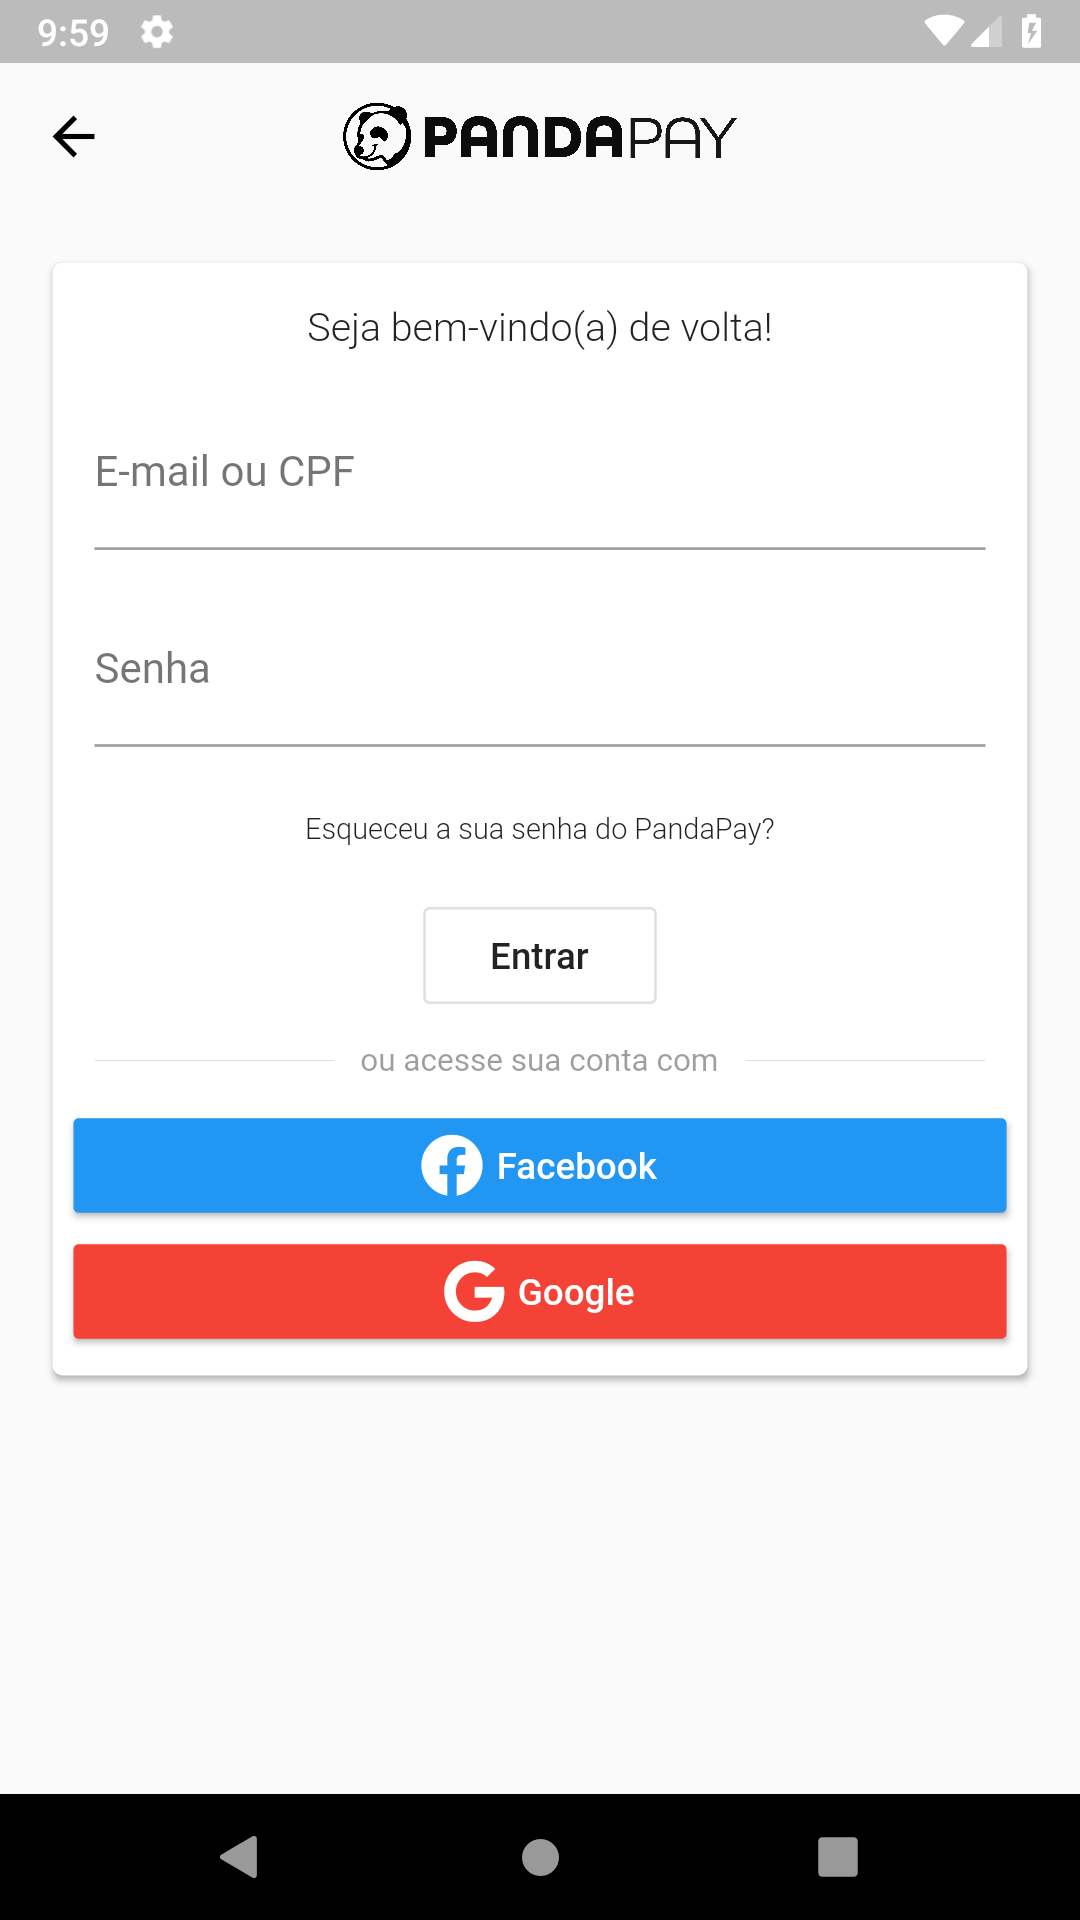 9:59
PANDAPAY
Seja bem-vindo(a) de volta!
E-mail ou CPF
Senha
Esqueceu a sua senha do PandaPay?
Entrar
ou acesse sua conta com
Facebook
Google